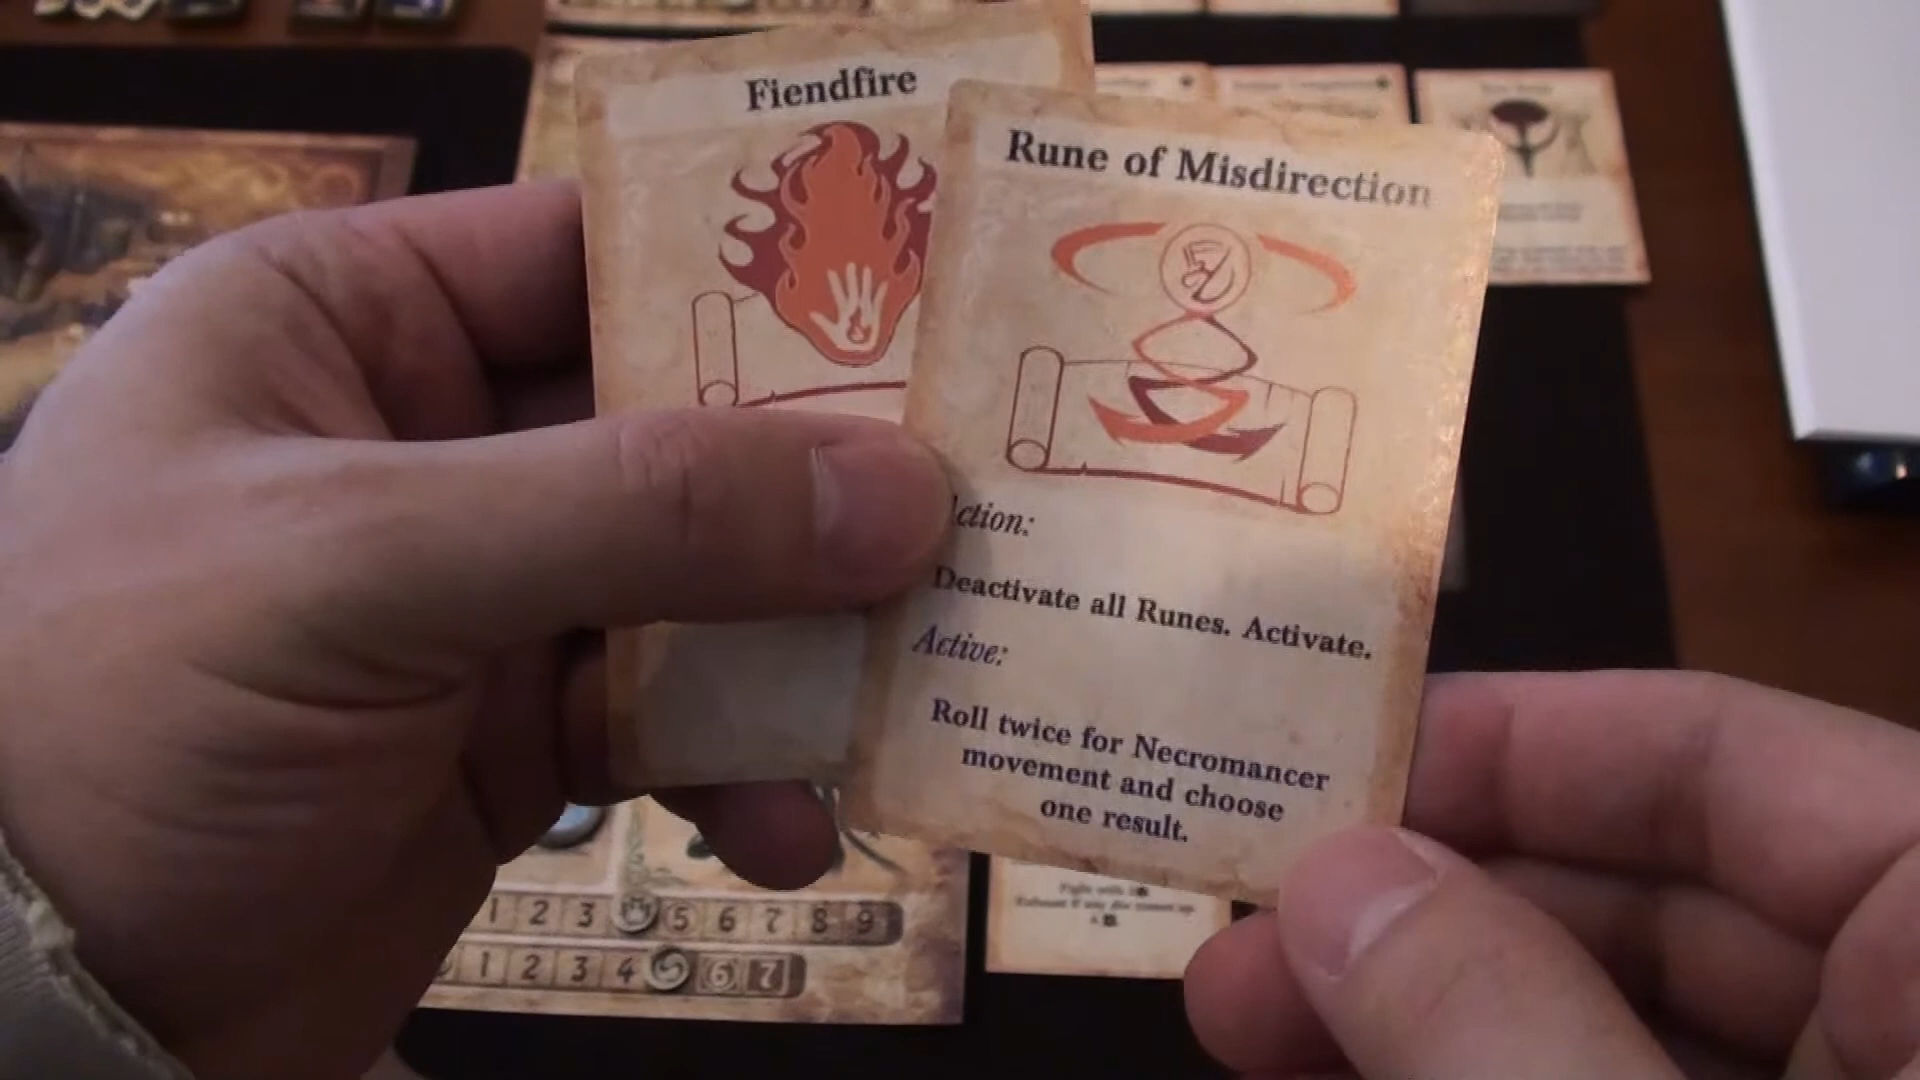 Fiendfire
Rune of Misdirection
Action:
Deactivate all Runes. Activate.
Active:
Roll twice for Necromancer
movement and choose
one result.
1 2 3 5 6 7 8 9
1 2 3 4 6 7